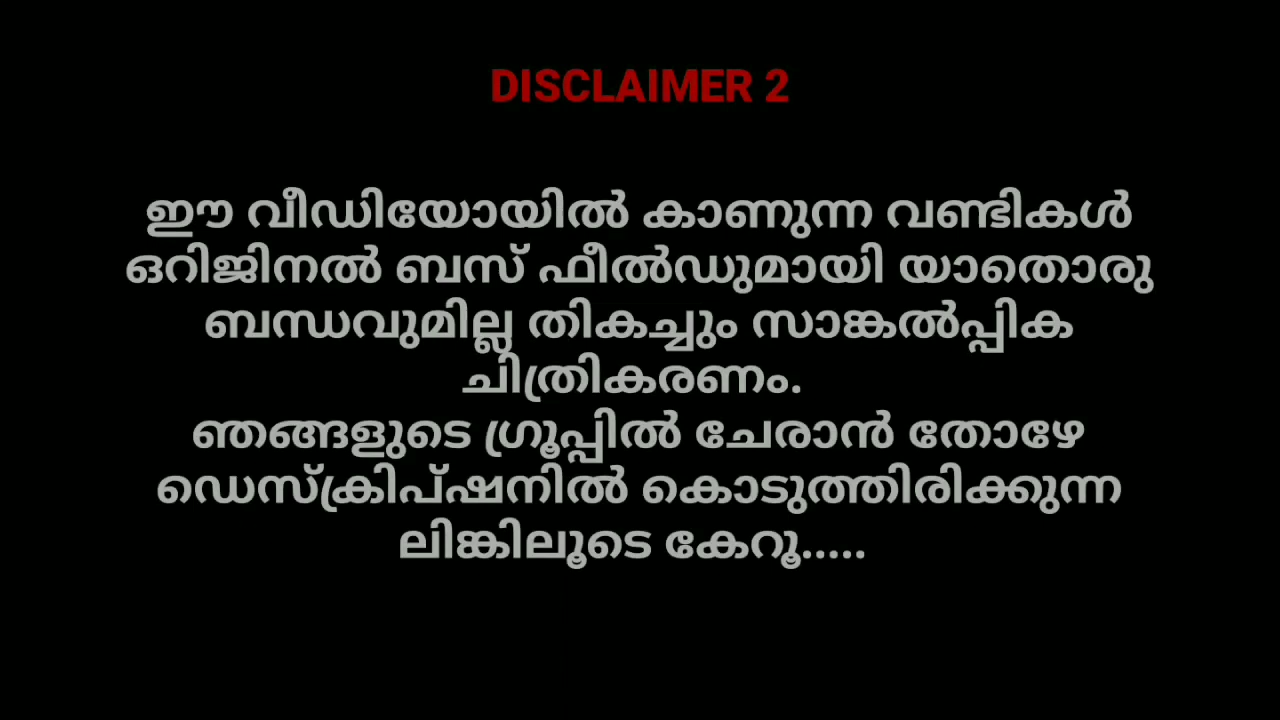 DISCLAIMER 2
ഈ വീഡിയോയിൽ കാണുന്ന വണ്ടികൾ
ഒറിജിനൽ ബസ് ഫീൽഡുമായി യാതൊരു
ബന്ധവുമില്ല തികച്ചും സാങ്കൽപ്പിക
ചിത്രികരണം.
ഞങ്ങളുടെ ഗ്രൂപ്പിൽ ചേരാൻ തോഴേ
ഡെസ്ക്രിപ്ഷനിൽ കൊടുത്തിരിക്കുന്ന
ലിങ്കിലൂടെ കേറൂ.....